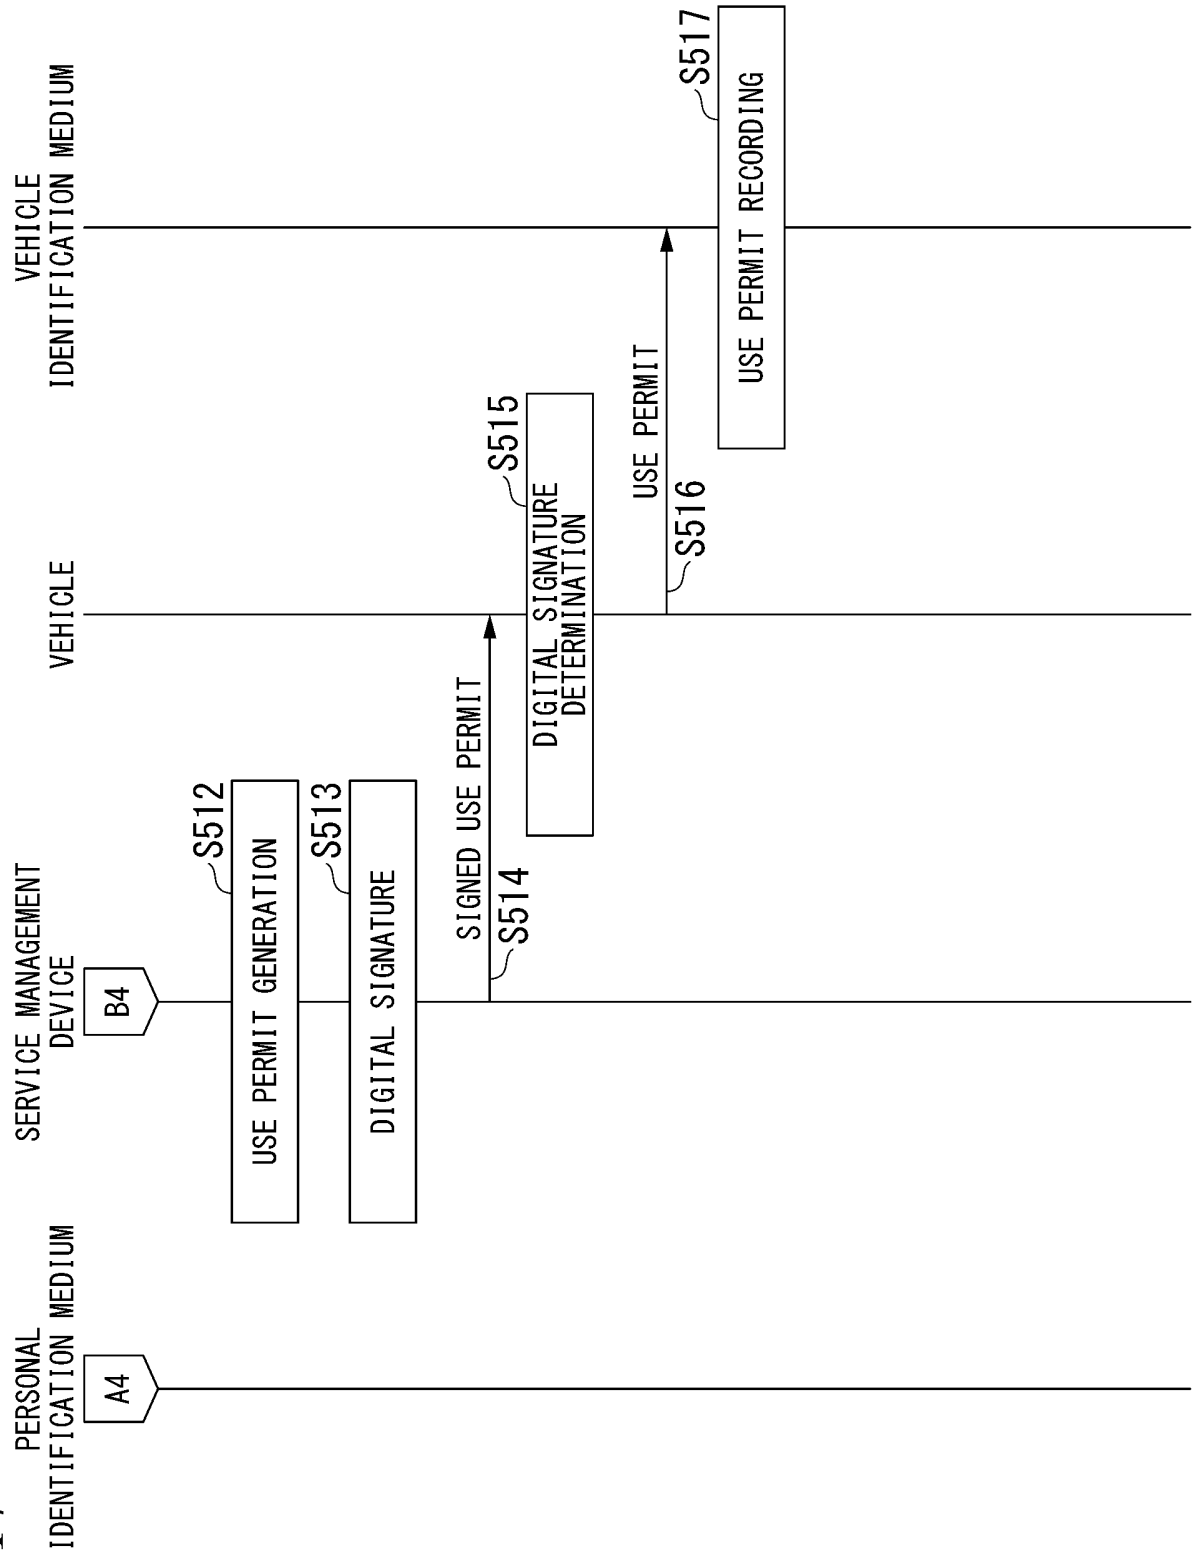 PERSONAL
IDENTIFICATION MEDIUM
SERVICE MANAGEMENT
DEVICE
VEHICLE
VEHICLE
IDENTIFICATION MEDIUM
A4
B4
S512
USE PERMIT GENERATION
S513
DIGITAL SIGNATURE
SIGNED USE PERMIT
S514
S515
DIGITAL SIGNATURE
DETERMINATION
USE PERMIT
S516
S517
USE PERMIT RECORDING